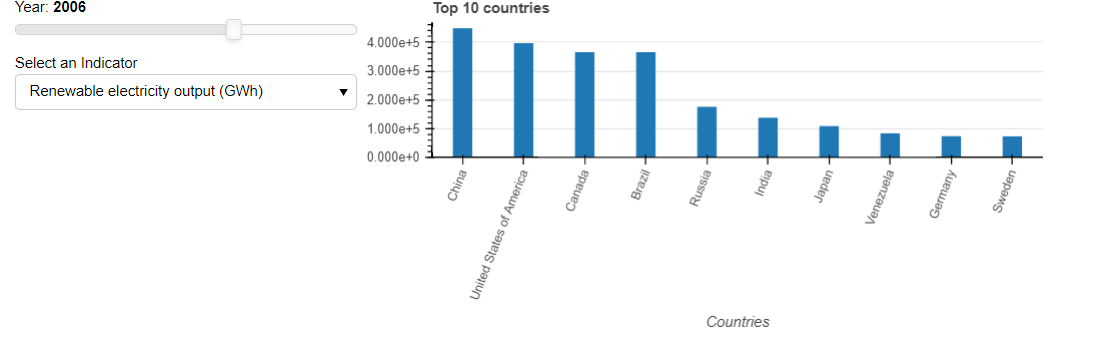 Year: 2006
Select an Indicator
Renewable electricity output (GWh)
Top 10 countries
4.000e+5
3.000e+5
2.000e+5
1.000e+5
0.000e+0
China
United States of America
Canada
Brazil
Russia
India
Japan
Venezuela
Germany
Sweden
Countries